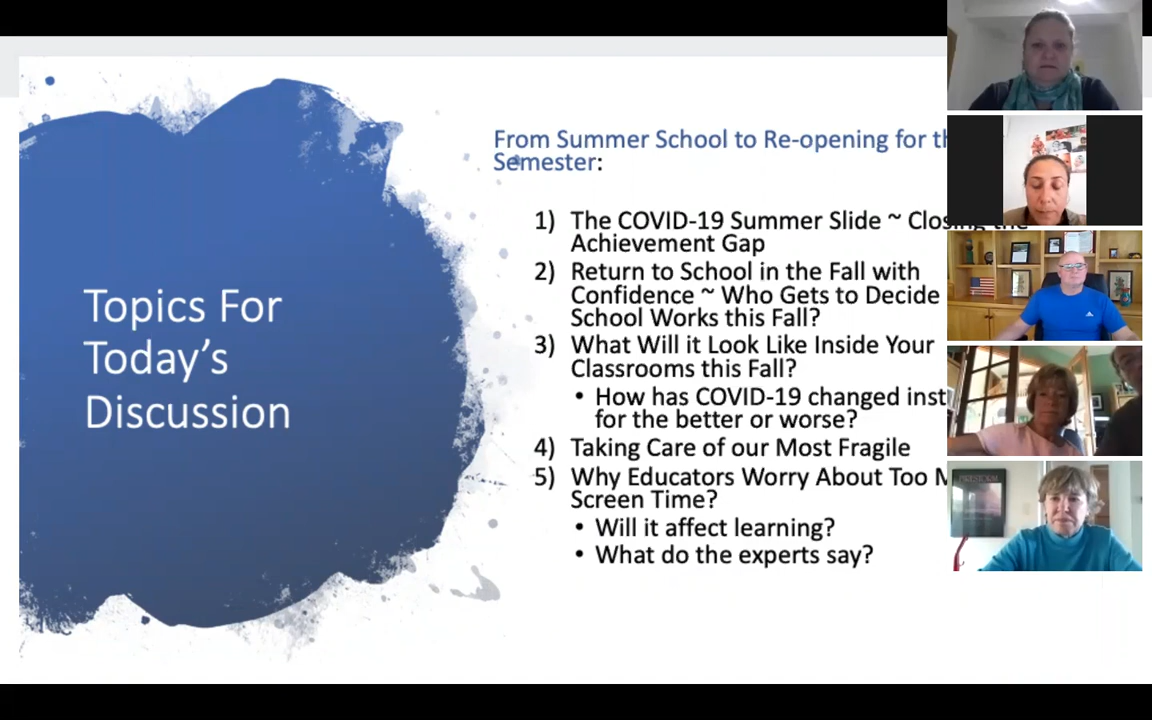 Topics For
Today's
Discussion
From Summer School to Re-opening for
Semester:
1) The COVID-19 Summer Slide ~ Closing the
Achievement Gap
2) Return to School in the Fall with
Confidence ~ Who Gets to Decide
School Works this Fall?
3) What Will it Look Like Inside Your
Classrooms this Fall?
• How has COVID-19 changed
for the better or worse?
4) Taking Care of our Most Fragile
5) Why Educators Worry About Too
Screen Time?
• Will it affect learning?
• What do the experts say?